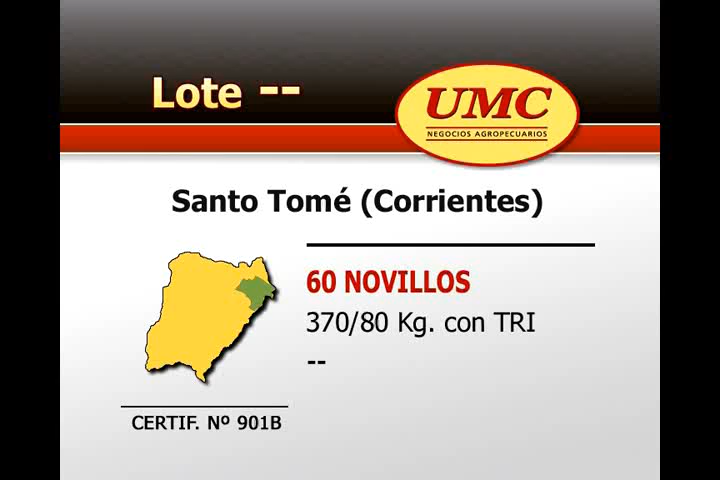 Lote --
UMC
NEGOCIOS AGROPECUARIOS
Santo Tomé (Corrientes)
60 NOVILLOS
370/80 Kg. con TRI
--
CERTIF. Nº 901B